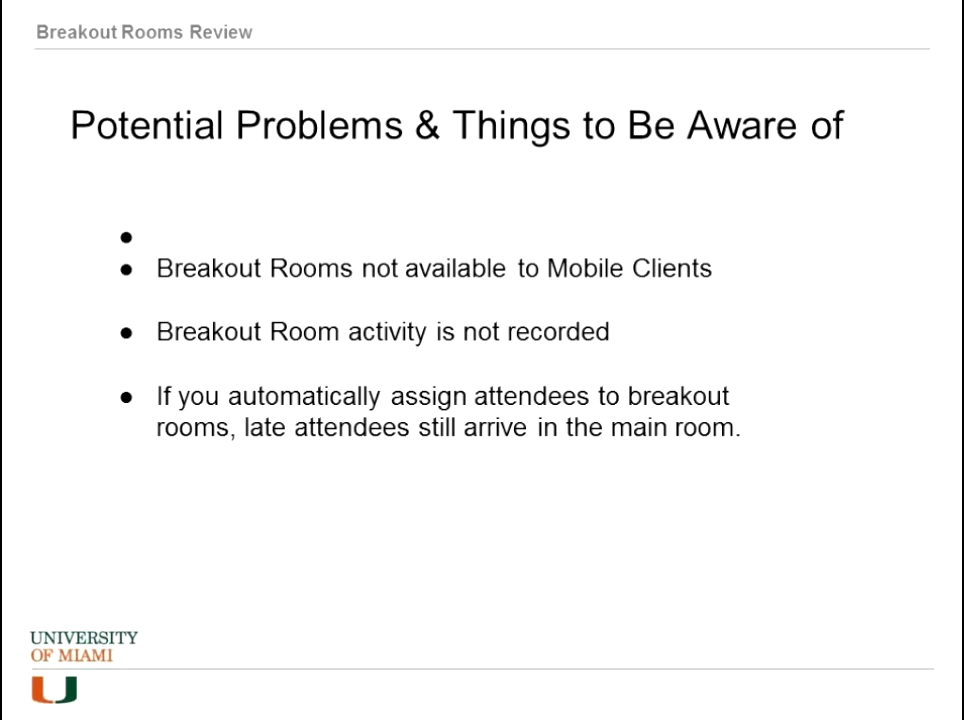 Breakout Rooms Review
Potential Problems & Things to Be Aware of
●
● Breakout Rooms not available to Mobile Clients
● Breakout Room activity is not recorded
● If you automatically assign attendees to breakout
rooms, late attendees still arrive in the main room.
UNIVERSITY
OF MIAMI
U